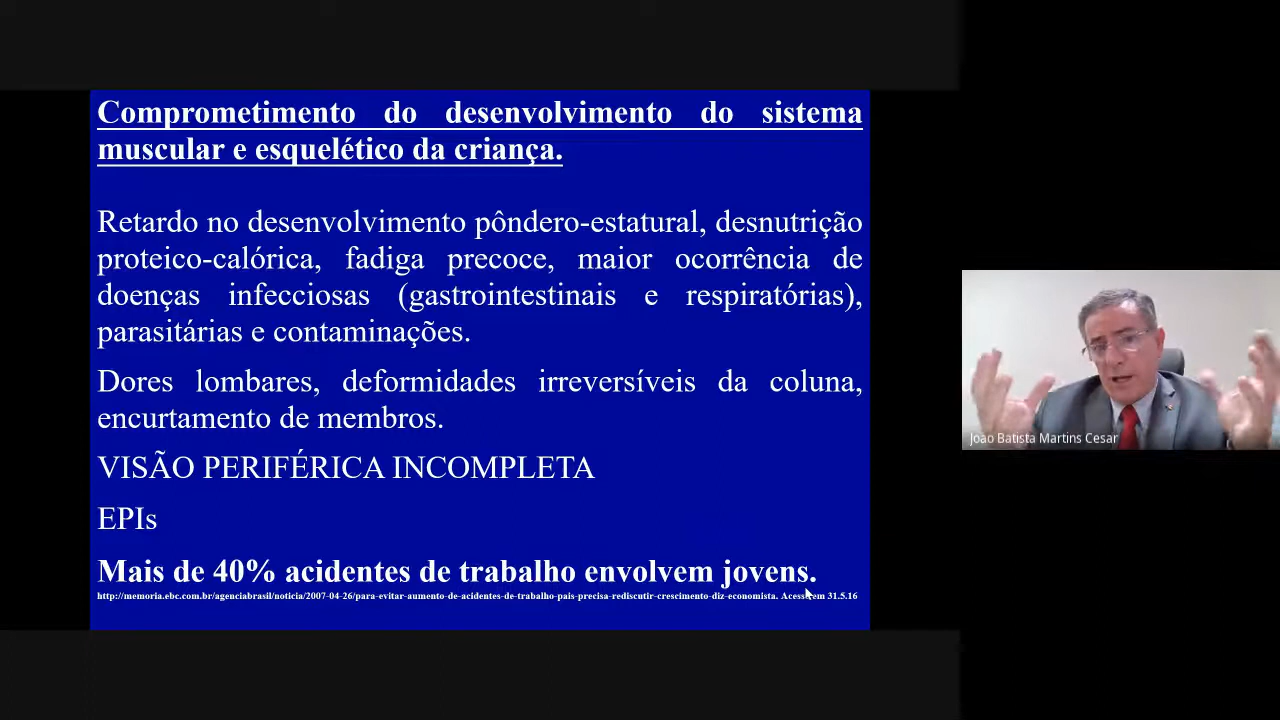 Comprometimento do desenvolvimento do sistema
muscular e esquelético da criança.
Retardo no desenvolvimento pôndero-estatural, desnutrição
proteico-calórica, fadiga precoce, maior ocorrência de
doenças infecciosas (gastrointestinais e respiratórias),
parasitárias e contaminações.
Dores lombares, deformidades irreversíveis da coluna,
encurtamento de membros.
VISÃO PERIFÉRICA INCOMPLETA
EPIs
Mais de 40% acidentes de trabalho envolvem jovens.
http://memoria.ebc.com.br/agenciabrasil/noticia/2007-04-26/para-evitar-aumento-de-acidentes-de-trabalho-pais-precisa-rediscutir-crescimento-diz-economista. Acesso em 31.5.16
Joao Batista Martins Cesar